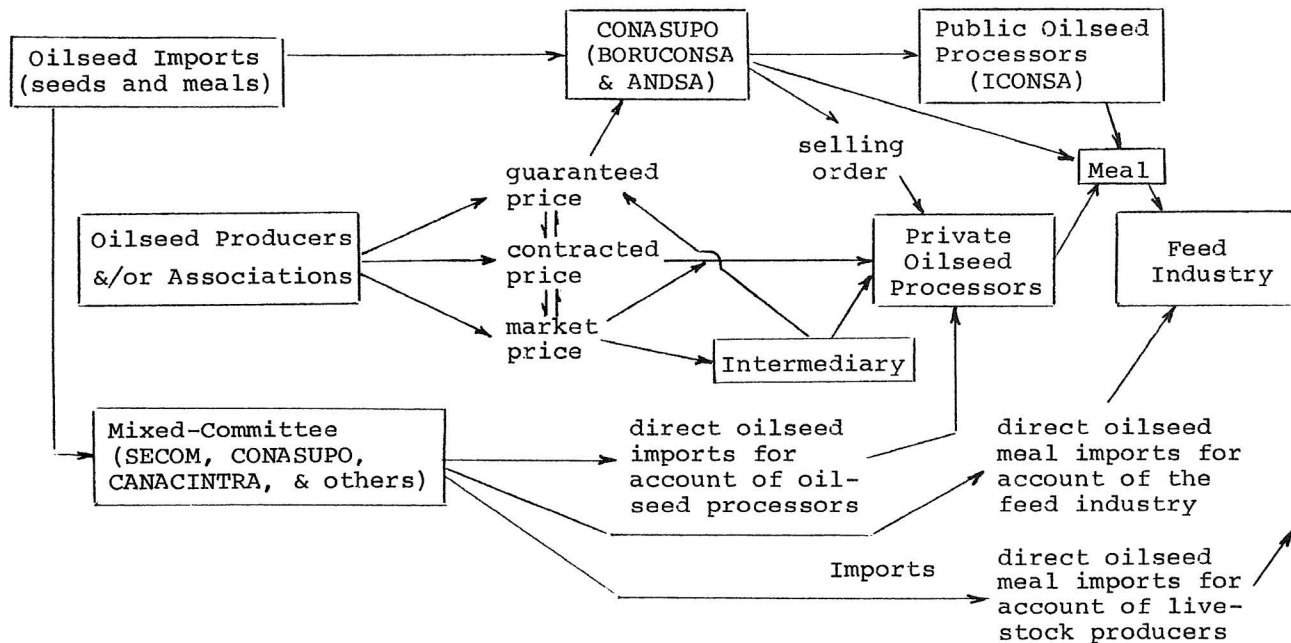 Oilseed Imports
(seeds and meals)
CONASUPO
(BORUCONSA
& ANDSA)
Public Oilseed
Processors
(ICONSA)
selling
order
Meal
guaranteed
price
Oilseed Producers
&/or Associations
contracted
price
Private
Oilseed
Processors
Feed
Industry
market
price
Intermediary
Mixed-Committee
(SECOM, CONASUPO,
CANACINTRA, & others)
direct oilseed
imports for
account of oil-
seed processors
direct oilseed
meal imports for
account of the
feed industry
Imports
direct oilseed
meal imports for
account of live-
stock producers